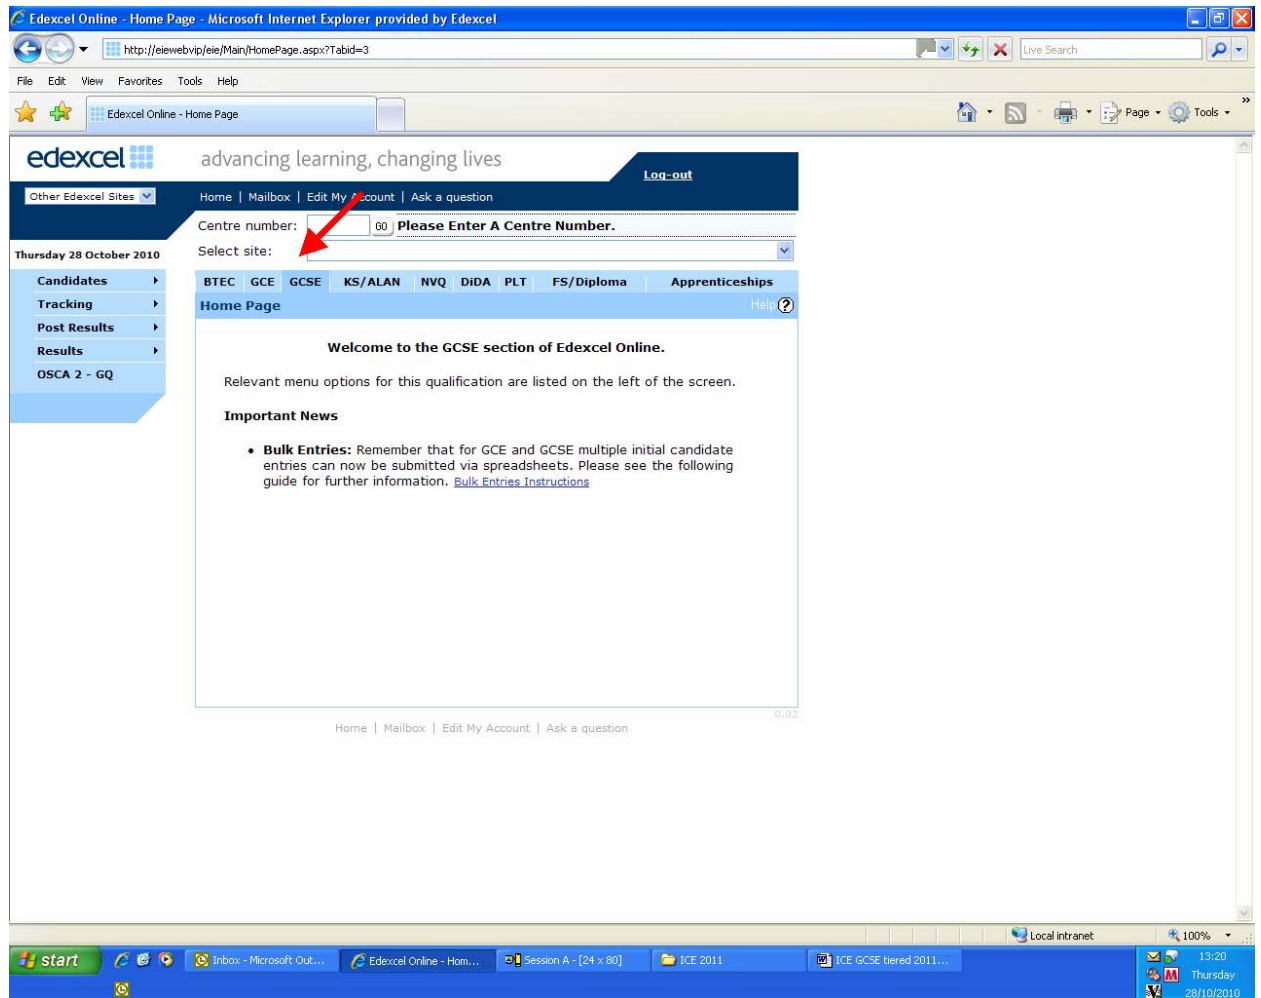 Edexcel Online - Home Page - Microsoft Internet Explorer provided by Edexcel
http://eiewebvip/eie/Main/HomePage.aspx?Tabid=3
Live Search
File Edit View Favorites Tools Help
Edexcel Online - Home Page
Page Tools
edexcel
advancing learning, changing lives
Log-out
Other Edexcel Sites
Home | Mailbox | Edit My Account | Ask a question
Centre number: GO Please Enter A Centre Number.
Thursday 28 October 2010
Select site:
Candidates
Tracking
Post Results
Results
OSCA 2 - GQ
BTEC GCE GCSE KS/ALAN NVQ DiDA PLT FS/Diploma Apprenticeships
Home Page Help ?
Welcome to the GCSE section of Edexcel Online.
Relevant menu options for this qualification are listed on the left of the screen.
Important News
• Bulk Entries: Remember that for GCE and GCSE multiple initial candidate
entries can now be submitted via spreadsheets. Please see the following
guide for further information. Bulk Entries Instructions
0.02
Home | Mailbox | Edit My Account | Ask a question
Local intranet 100%
start
Inbox - Microsoft Out...
Edexcel Online - Hom...
Session A - [24 x 80]
ICE 2011
ICE GCSE tiered 2011...
13:20
Thursday
28/10/2010